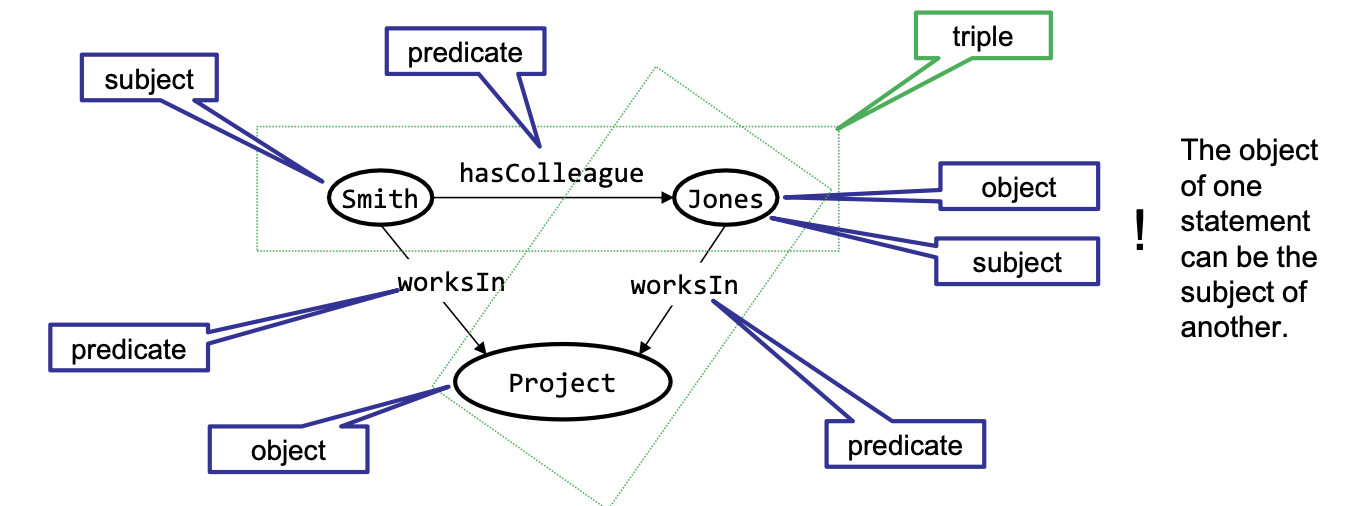 triple
predicate
subject
hasColleague
Smith
Jones
object
subject
!
The object
of one
statement
can be the
subject of
another.
worksIn
worksIn
predicate
Project
object
predicate